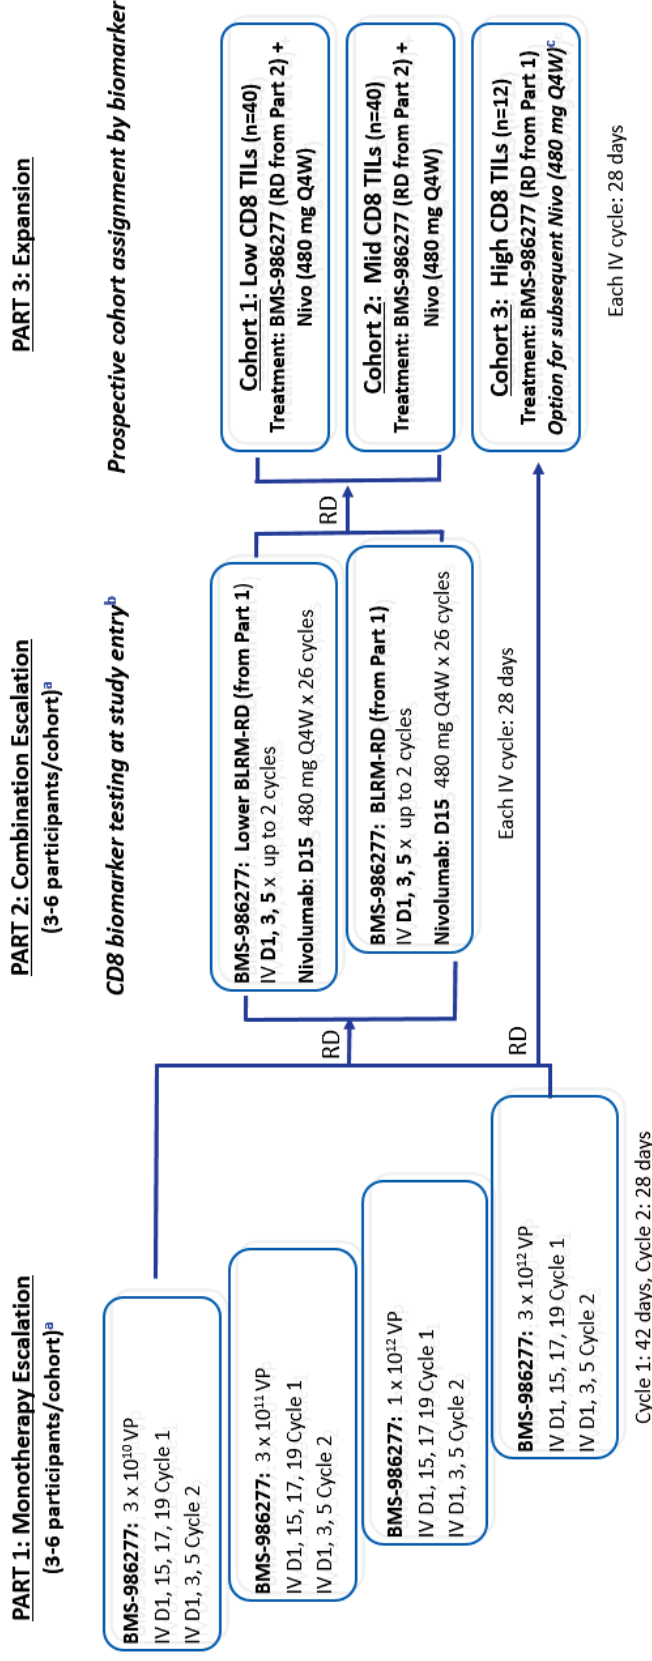 PART 1: Monotherapy Escalation
(3-6 participants/cohort)a
BMS-986277: 3 x 10¹⁰ VP
IV D1, 15, 17, 19 Cycle 1
IV D1, 3, 5 Cycle 2
BMS-986277: 3 x 10¹¹ VP
IV D1, 15, 17, 19 Cycle 1
IV D1, 3, 5 Cycle 2
BMS-986277: 1 x 10¹² VP
IV D1, 15, 17 19 Cycle 1
IV D1, 3, 5 Cycle 2
BMS-986277: 3 x 10¹² VP
IV D1, 15, 17, 19 Cycle 1
IV D1, 3, 5 Cycle 2
Cycle 1: 42 days, Cycle 2: 28 days
RD
RD
PART 2: Combination Escalation
(3-6 participants/cohort)a
CD8 biomarker testing at study entryb
BMS-986277: Lower BLRM-RD (from Part 1)
IV D1, 3, 5 x up to 2 cycles
Nivolumab: D15 480 mg Q4W x 26 cycles
BMS-986277: BLRM-RD (from Part 1)
IV D1, 3, 5 x up to 2 cycles
Nivolumab: D15 480 mg Q4W x 26 cycles
Each IV cycle: 28 days
RD
PART 3: Expansion
Prospective cohort assignment by biomarker
Cohort 1: Low CD8 TILs (n=40)
Treatment: BMS-986277 (RD from Part 2) +
Nivo (480 mg Q4W)
Cohort 2: Mid CD8 TILs (n=40)
Treatment: BMS-986277 (RD from Part 2) +
Nivo (480 mg Q4W)
Cohort 3: High CD8 TILs (n=12)
Treatment: BMS-986277 (RD from Part 1)
Option for subsequent Nivo (480 mg Q4W)c
Each IV cycle: 28 days